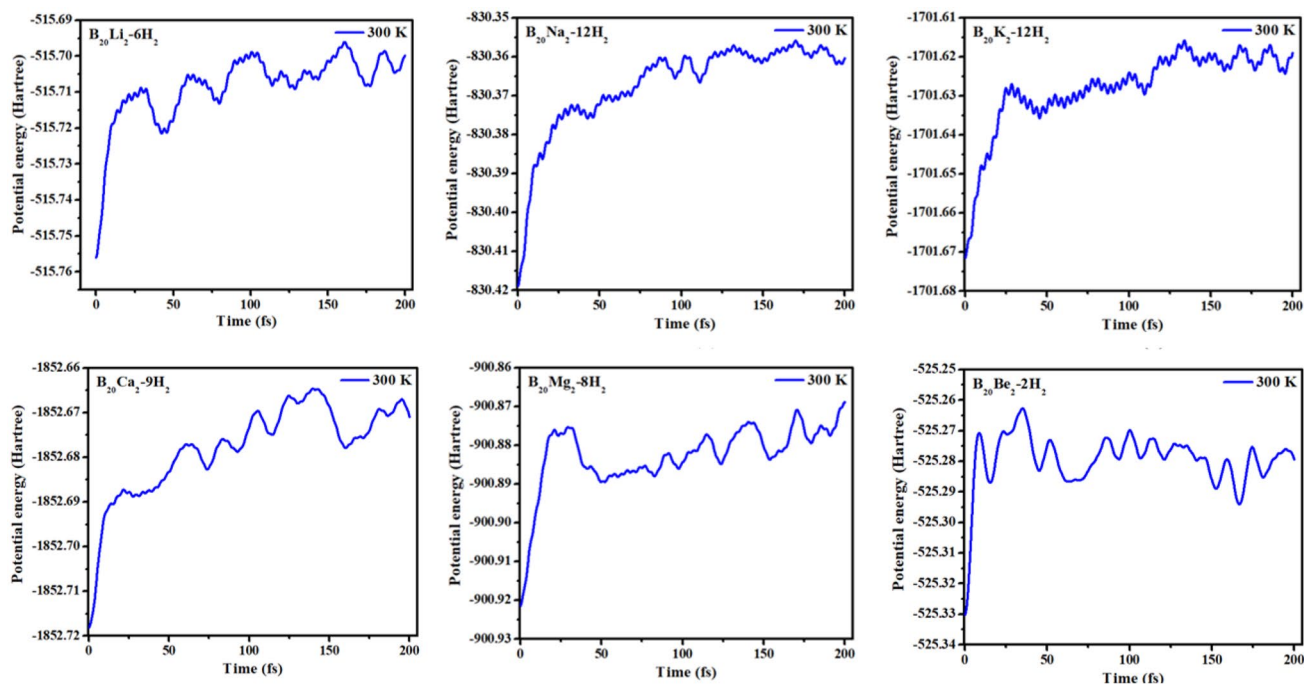 B₂₀Li₂-6H₂
300 K
Potential energy (Hartree)
-515.69
-515.70
-515.71
-515.72
-515.73
-515.74
-515.75
-515.76
0 50 100 150 200
Time (fs)
B₂₀Na₂-12H₂
300 K
Potential energy (Hartree)
-830.35
-830.36
-830.37
-830.38
-830.39
-830.40
-830.41
-830.42
0 50 100 150 200
Time (fs)
B₂₀K₂-12H₂
300 K
Potential energy (Hartree)
-1701.61
-1701.62
-1701.63
-1701.64
-1701.65
-1701.66
-1701.67
-1701.68
0 50 100 150 200
Time (fs)
B₂₀Ca₂-9H₂
300 K
Potential energy (Hartree)
-1852.66
-1852.67
-1852.68
-1852.69
-1852.70
-1852.71
-1852.72
0 50 100 150 200
Time (fs)
B₂₀Mg₂-8H₂
300 K
Potential energy (Hartree)
-900.86
-900.87
-900.88
-900.89
-900.90
-900.91
-900.92
-900.93
0 50 100 150 200
Time (fs)
B₂₀Be₂-2H₂
300 K
Potential energy (Hartree)
-525.25
-525.26
-525.27
-525.28
-525.29
-525.30
-525.31
-525.32
-525.33
-525.34
0 50 100 150 200
Time (fs)